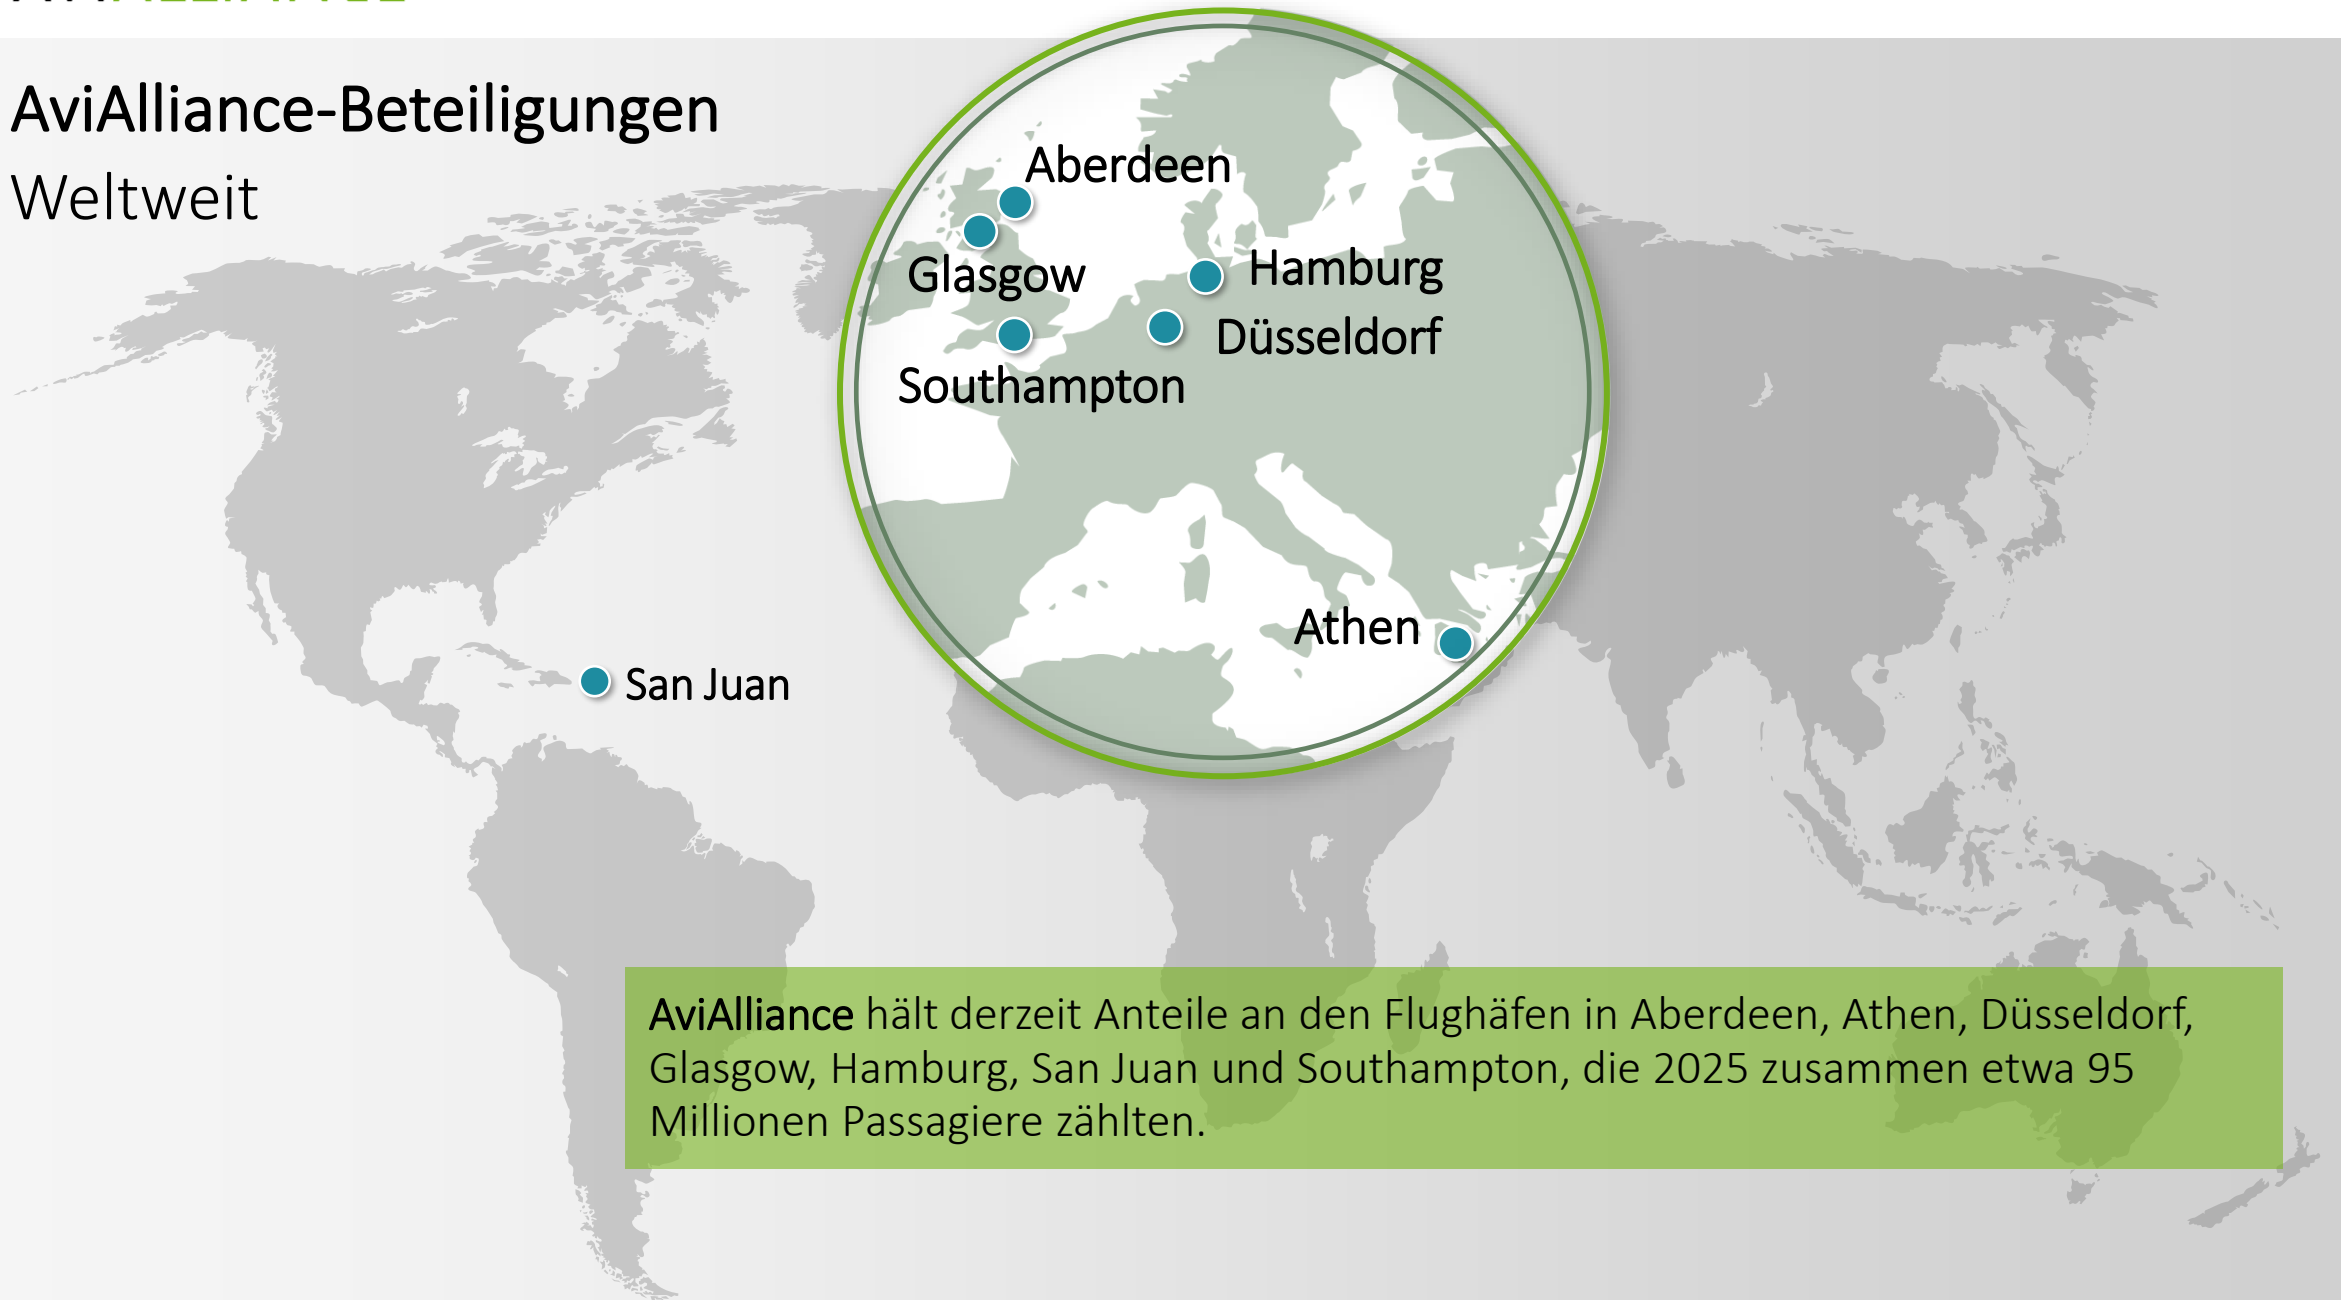 AviAlliance-Beteiligungen
Weltweit
Aberdeen
Glasgow
Hamburg
Düsseldorf
Southampton
Athen
San Juan
AviAlliance hält derzeit Anteile an den Flughäfen in Aberdeen, Athen, Düsseldorf,
Glasgow, Hamburg, San Juan und Southampton, die 2025 zusammen etwa 95
Millionen Passagiere zählten.